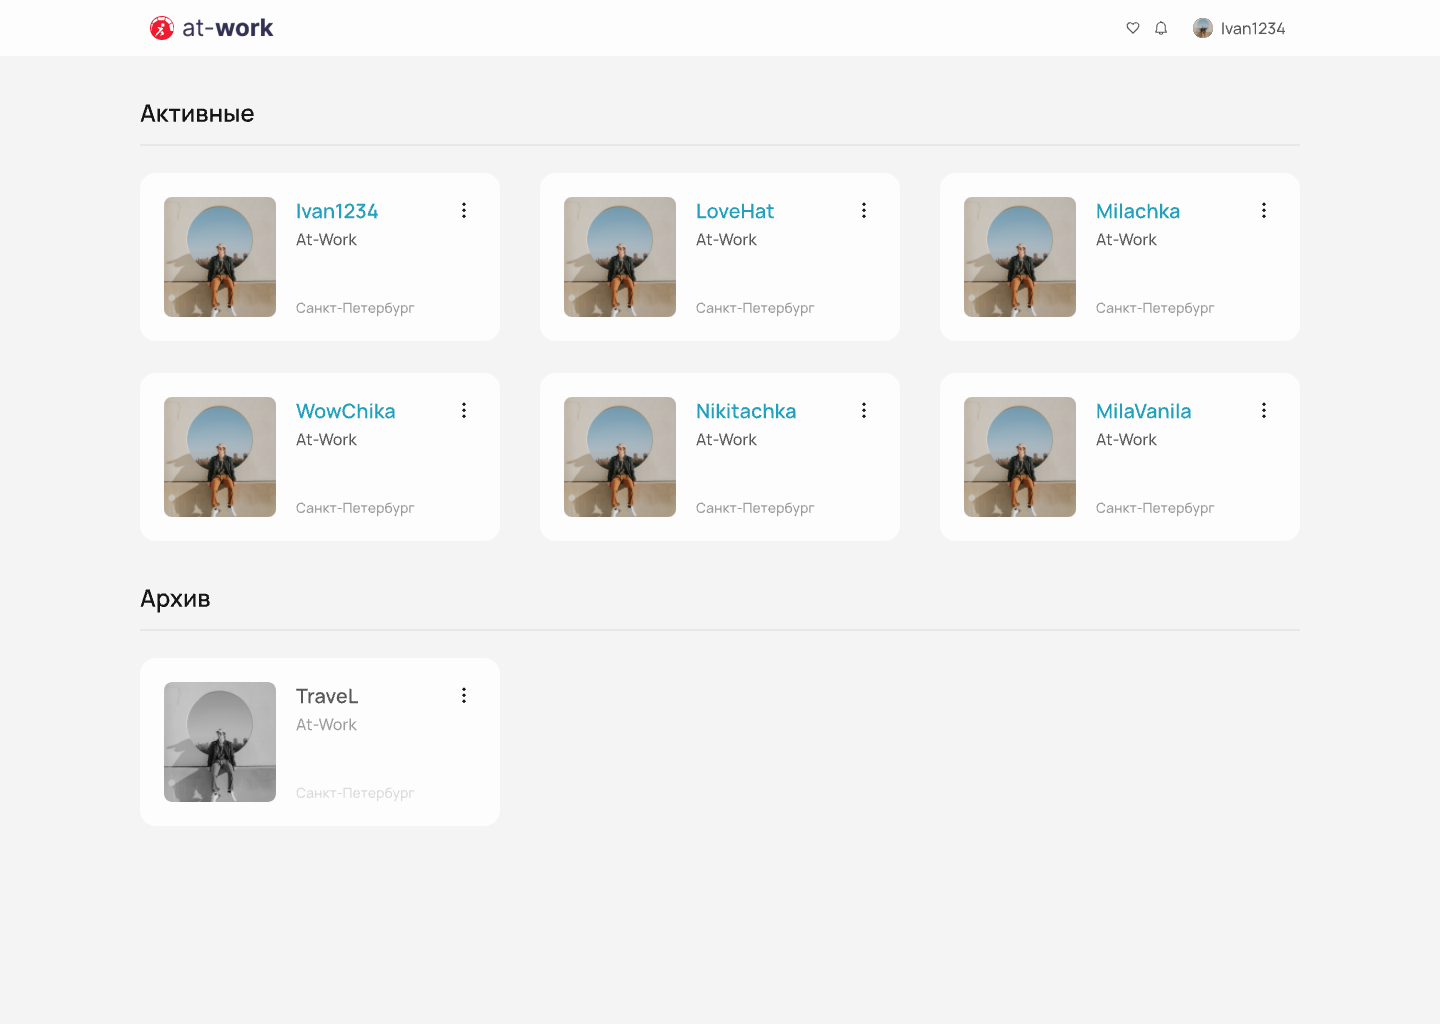 at-work
Ivan1234
Активные
Ivan1234
At-Work
Санкт-Петербург
LoveHat
At-Work
Санкт-Петербург
Milachka
At-Work
Санкт-Петербург
WowChika
At-Work
Санкт-Петербург
Nikitachka
At-Work
Санкт-Петербург
MilaVanila
At-Work
Санкт-Петербург
Архив
TraveL
At-Work
Санкт-Петербург